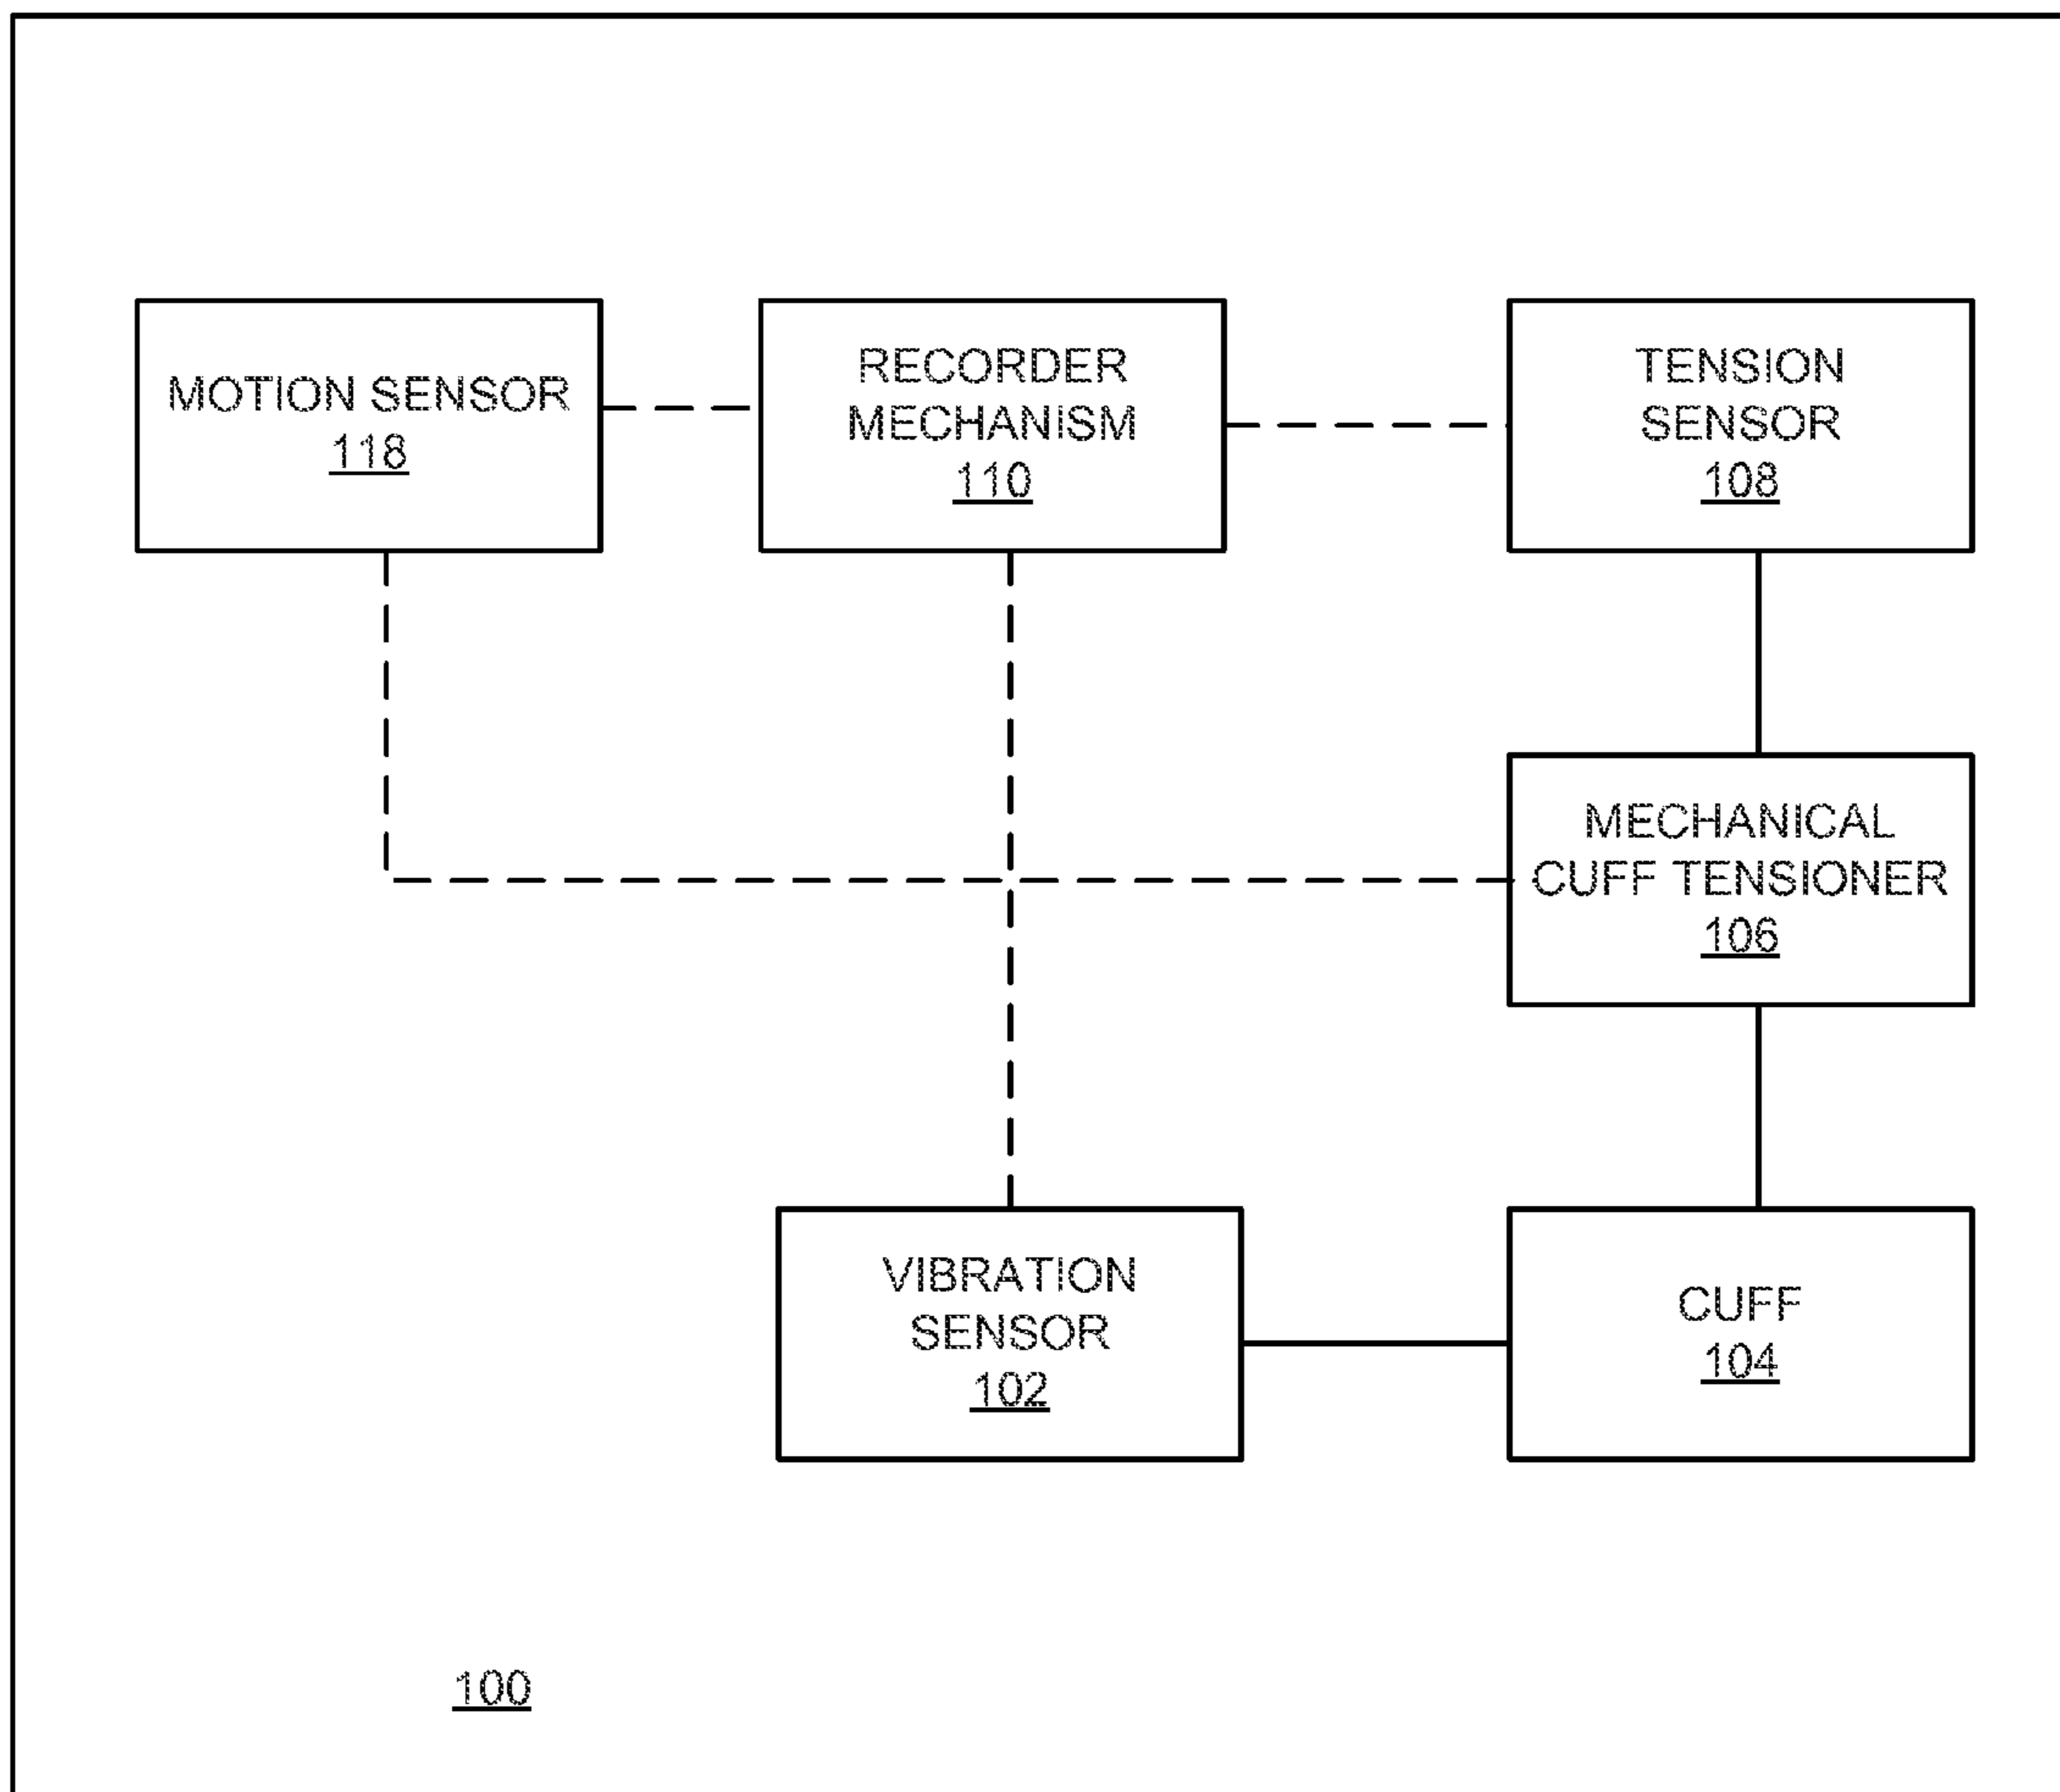 MOTION SENSOR
118
RECORDER
MECHANISM
110
TENSION
SENSOR
108
MECHANICAL
CUFF TENSIONER
106
VIBRATION
SENSOR
102
CUFF
104
100